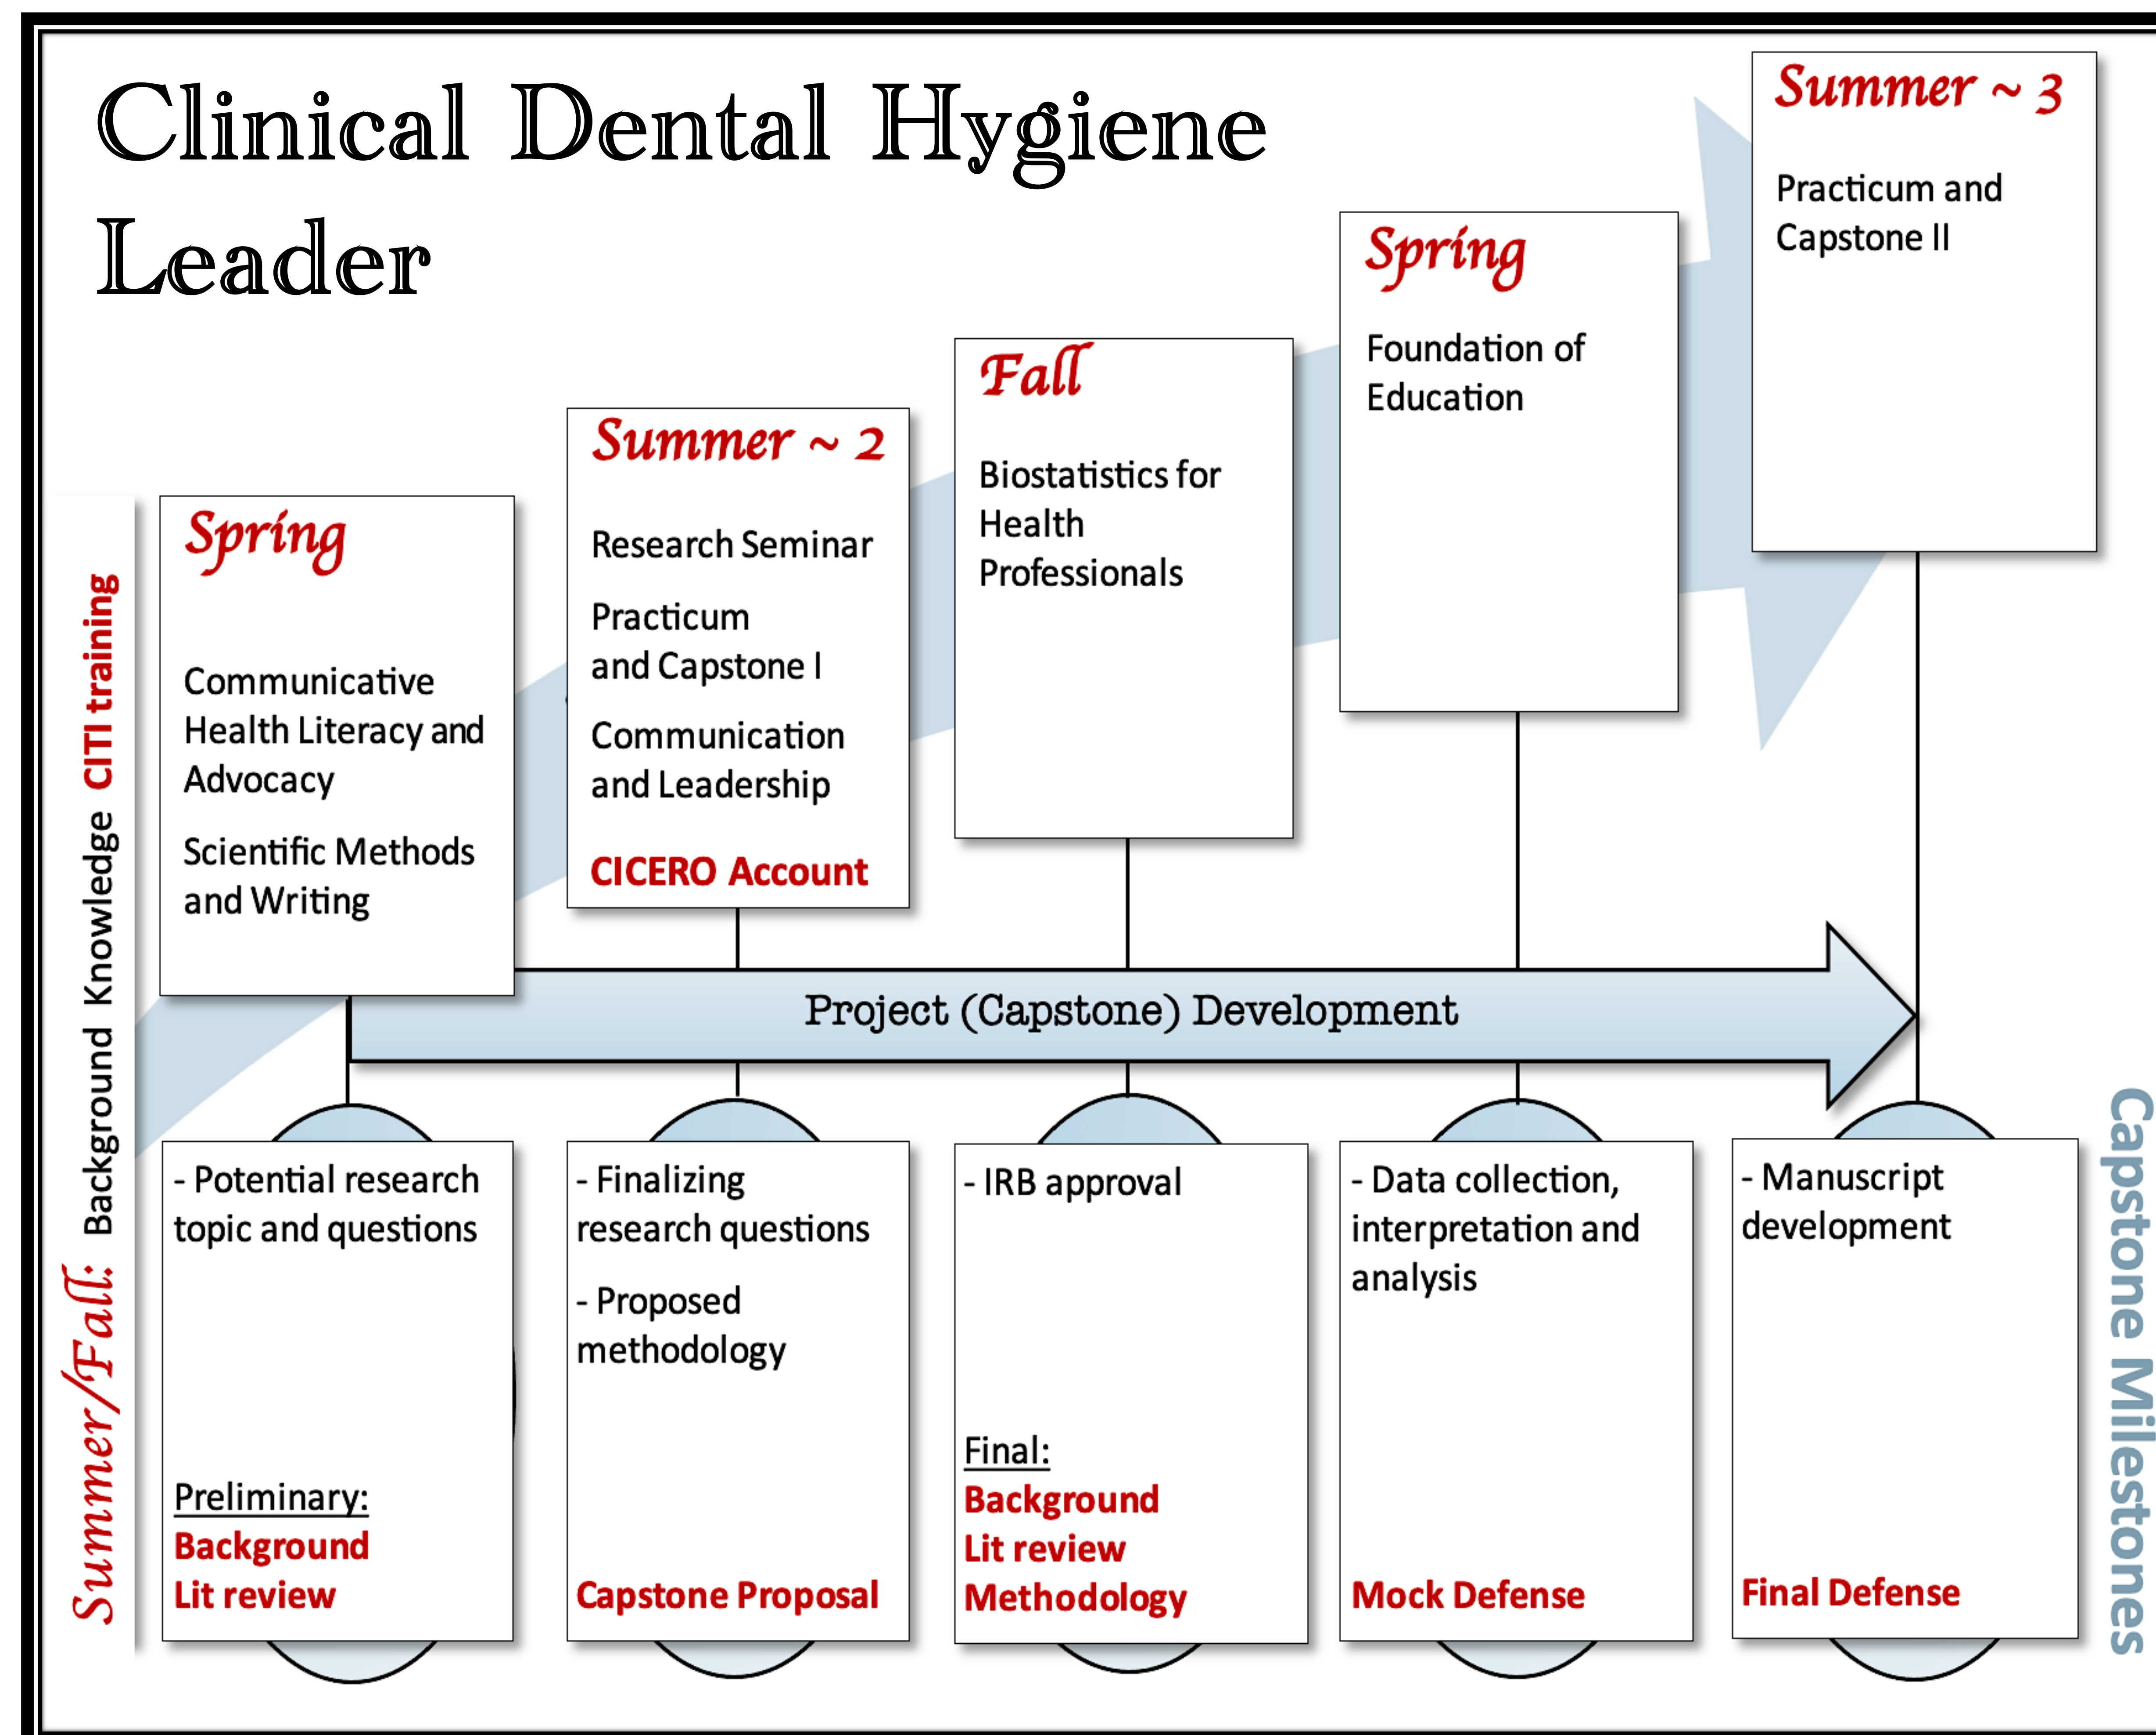 Clinical Dental Hygiene
Leader
Summer/Fall: Background Knowledge CITI training
Spring
Communicative
Health Literacy and
Advocacy
Scientific Methods
and Writing
Summer ~ 2
Research Seminar
Practicum
and Capstone I
Communication
and Leadership
CICERO Account
Fall
Biostatistics for
Health
Professionals
Spring
Foundation of
Education
Summer ~ 3
Practicum and
Capstone II
Project (Capstone) Development
- Potential research
topic and questions
Preliminary:
Background
Lit review
- Finalizing
research questions
- Proposed
methodology
Capstone Proposal
- IRB approval
Final:
Background
Lit review
Methodology
- Data collection,
interpretation and
analysis
Mock Defense
- Manuscript
development
Final Defense
Capstone Milestones